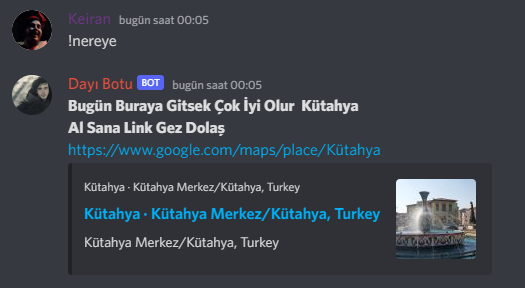 Keiran bugün saat 00:05
!nereye
Dayı Botu BOT bugün saat 00:05
Bugün Buraya Gitsek Çok İyi Olur Kütahya
Al Sana Link Gez Dolaş
https://www.google.com/maps/place/Kütahya
Kütahya · Kütahya Merkez/Kütahya, Turkey
Kütahya · Kütahya Merkez/Kütahya, Turkey
Kütahya Merkez/Kütahya, Turkey